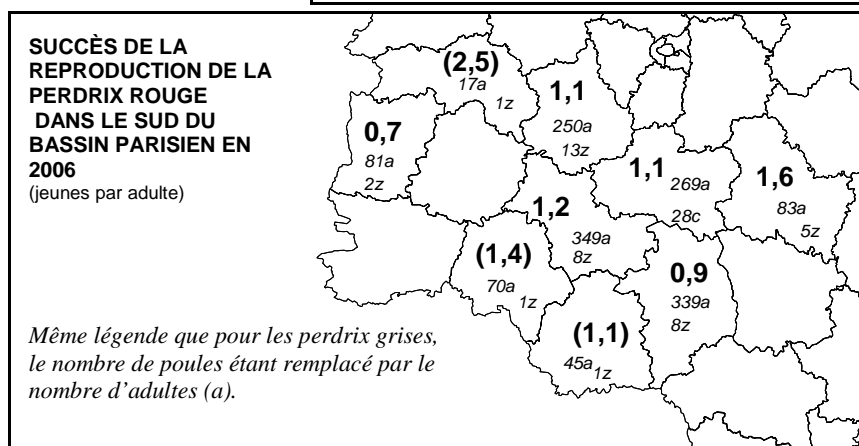 SUCCÈS DE LA
REPRODUCTION DE LA
PERDRIX ROUGE
DANS LE SUD DU
BASSIN PARISIEN EN
2006
(jeunes par adulte)
(2,5)
17a
1z
1,1
250a
13z
0,7
81a
2z
1,1 269a
28c
1,6
83a
5z
1,2
349a
8z
(1,4)
70a
1z
0,9
339a
8z
(1,1)
45a 1z
Même légende que pour les perdrix grises,
le nombre de poules étant remplacé par le
nombre d'adultes (a).